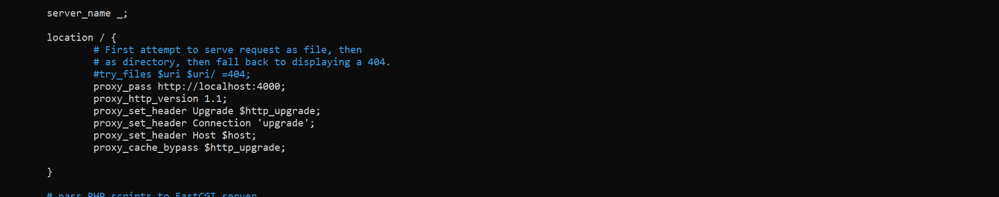 server_name _;
location / {
# First attempt to serve request as file, then
# as directory, then fall back to displaying a 404.
#try_files $uri $uri/ =404;
proxy_pass http://localhost:4000;
proxy_http_version 1.1;
proxy_set_header Upgrade $http_upgrade;
proxy_set_header Connection 'upgrade';
proxy_set_header Host $host;
proxy_cache_bypass $http_upgrade;
}
# pass PHP scripts to FastCGI server